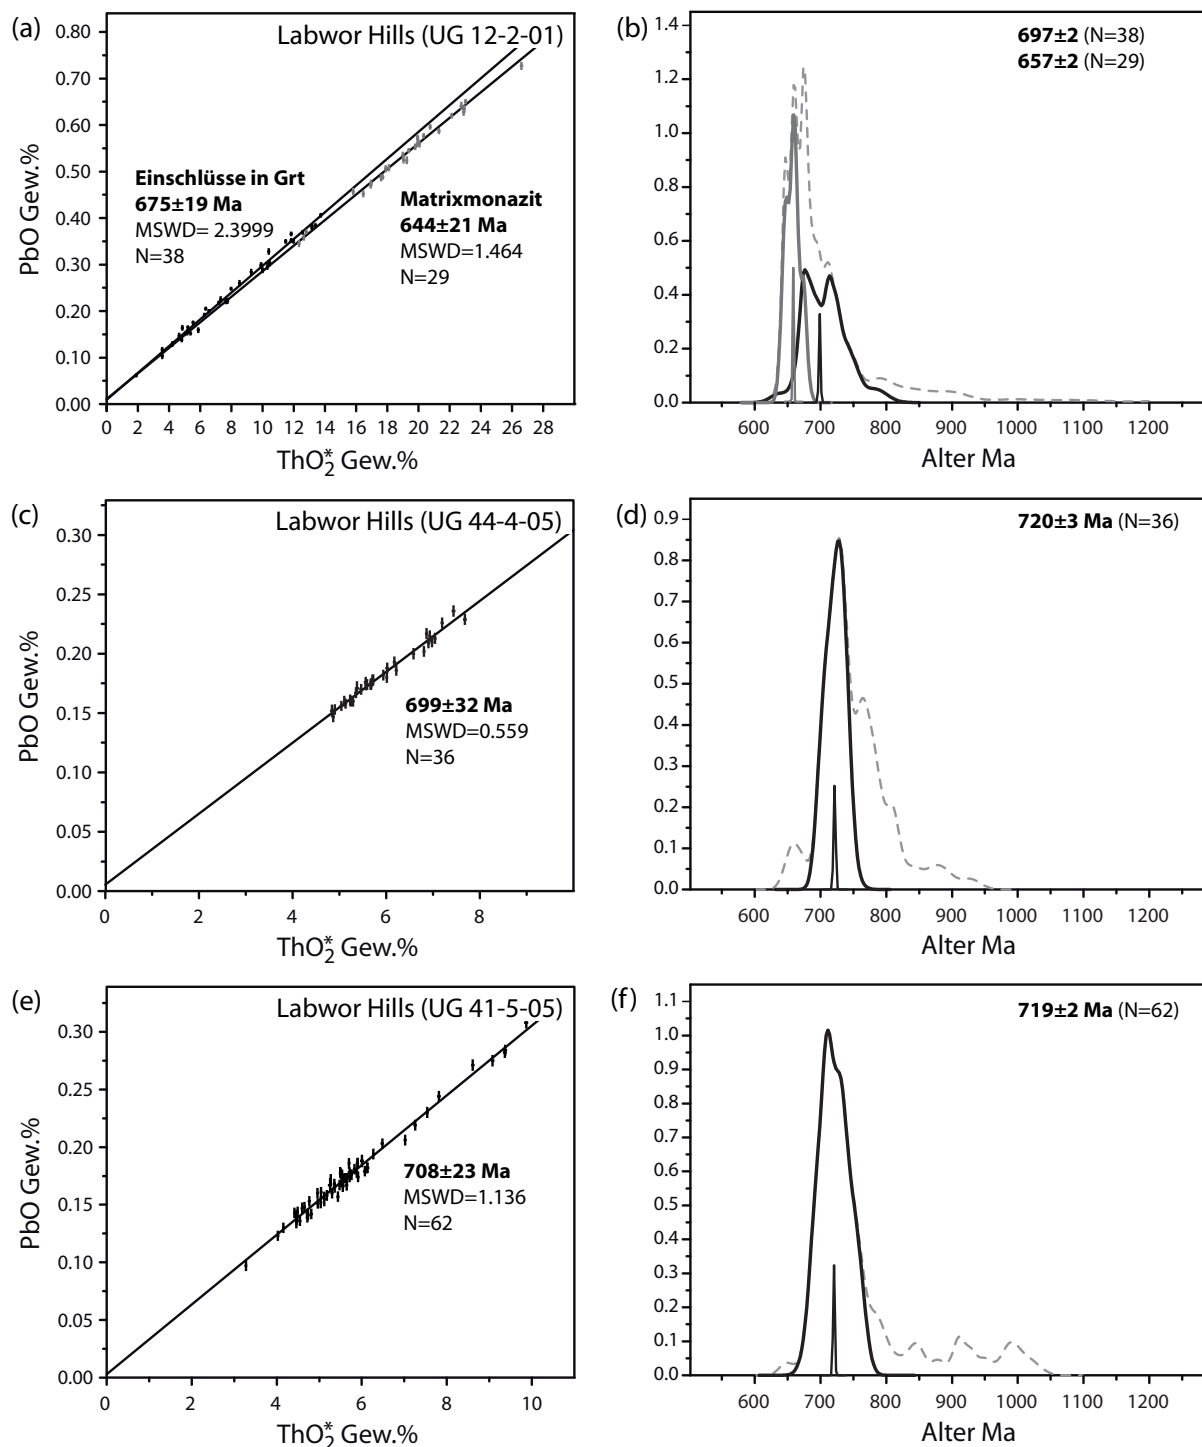 (a)
Labwor Hills (UG 12-2-01)
0.80
0.70
0.60
0.50
0.40
0.30
0.20
0.10
0.00
PbO Gew.%
Einschlüsse in Grt
675±19 Ma
MSWD= 2.3999
N=38
Matrixmonazit
644±21 Ma
MSWD=1.464
N=29
0 2 4 6 8 10 12 14 16 18 20 22 24 26 28
ThO2* Gew.%
(b)
697±2 (N=38)
657±2 (N=29)
1.4
1.2
1.0
0.8
0.6
0.4
0.2
0.0
600 700 800 900 1000 1100 1200
Alter Ma
(c)
Labwor Hills (UG 44-4-05)
0.30
0.25
0.20
0.15
0.10
0.05
0.00
PbO Gew.%
699±32 Ma
MSWD=0.559
N=36
0 2 4 6 8
ThO2* Gew.%
(d)
720±3 Ma (N=36)
0.9
0.8
0.7
0.6
0.5
0.4
0.3
0.2
0.1
0.0
600 700 800 900 1000 1100 1200
Alter Ma
(e)
Labwor Hills (UG 41-5-05)
0.30
0.25
0.20
0.15
0.10
0.05
0.00
PbO Gew.%
708±23 Ma
MSWD=1.136
N=62
0 2 4 6 8 10
ThO2* Gew.%
(f)
719±2 Ma (N=62)
1.1
1.0
0.9
0.8
0.7
0.6
0.5
0.4
0.3
0.2
0.1
0.0
600 700 800 900 1000 1100 1200
Alter Ma